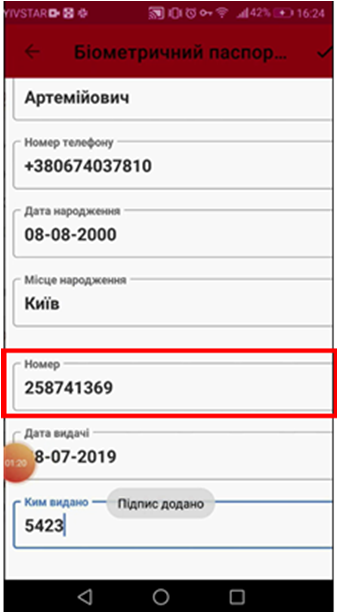 YIVSTAR 42% 16:24
Біометричний паспор...
Артемійович
Номер телефону
+380674037810
Дата народження
08-08-2000
Місце народження
Київ
Номер
258741369
Дата видачі
8-07-2019
01:20
Ким видано
Підпис додано
5423